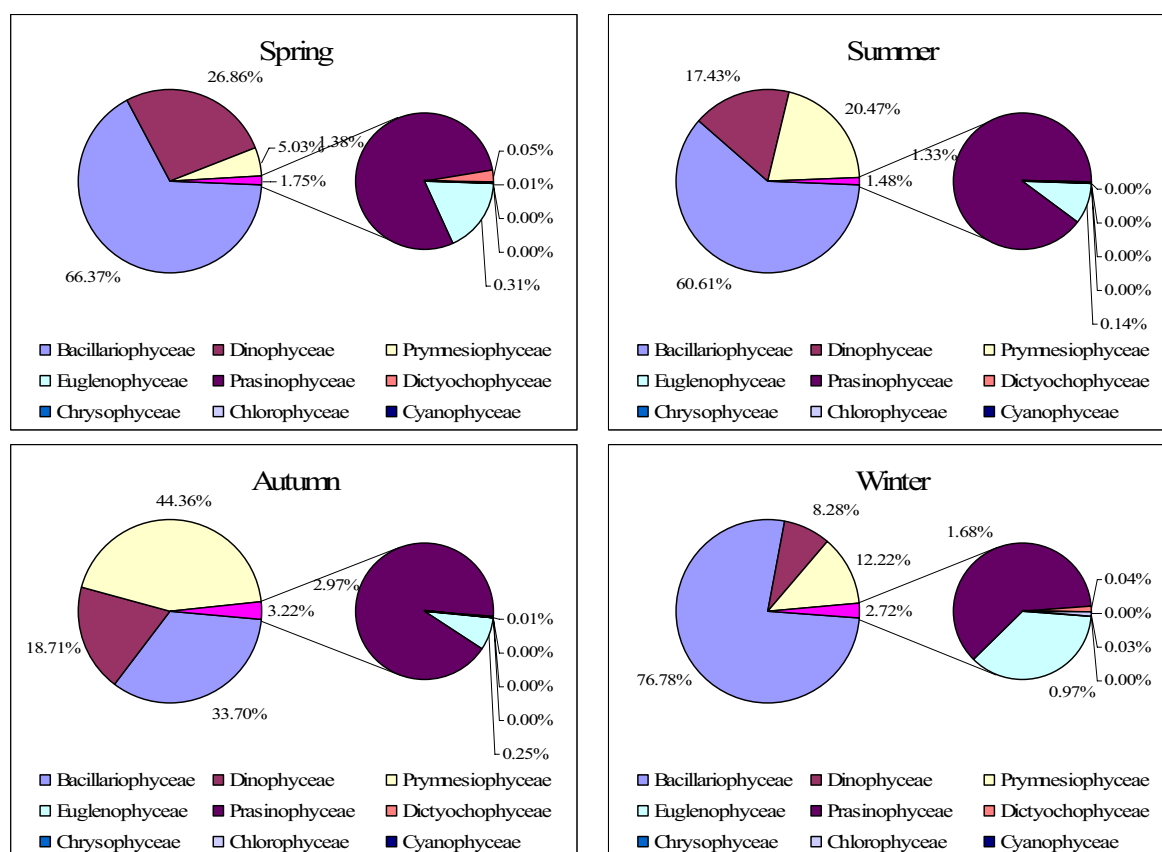 Spring
26.86%
5.03%
1.38%
1.75%
66.37%
0.05%
0.01%
0.00%
0.00%
0.31%
Bacillariophyceae Dinophyceae Prymnesiophyceae
Euglenophyceae Prasinophyceae Dictyochophyceae
Chrysophyceae Chlorophyceae Cyanophyceae
Summer
17.43%
20.47%
1.33%
1.48%
60.61%
0.00%
0.00%
0.00%
0.00%
0.14%
Bacillariophyceae Dinophyceae Prymnesiophyceae
Euglenophyceae Prasinophyceae Dictyochophyceae
Chrysophyceae Chlorophyceae Cyanophyceae
Autumn
44.36%
2.97%
3.22%
18.71%
33.70%
0.01%
0.00%
0.00%
0.00%
0.25%
Bacillariophyceae Dinophyceae Prymnesiophyceae
Euglenophyceae Prasinophyceae Dictyochophyceae
Chrysophyceae Chlorophyceae Cyanophyceae
Winter
8.28%
12.22%
1.68%
2.72%
76.78%
0.04%
0.00%
0.03%
0.00%
0.97%
Bacillariophyceae Dinophyceae Prymnesiophyceae
Euglenophyceae Prasinophyceae Dictyochophyceae
Chrysophyceae Chlorophyceae Cyanophyceae